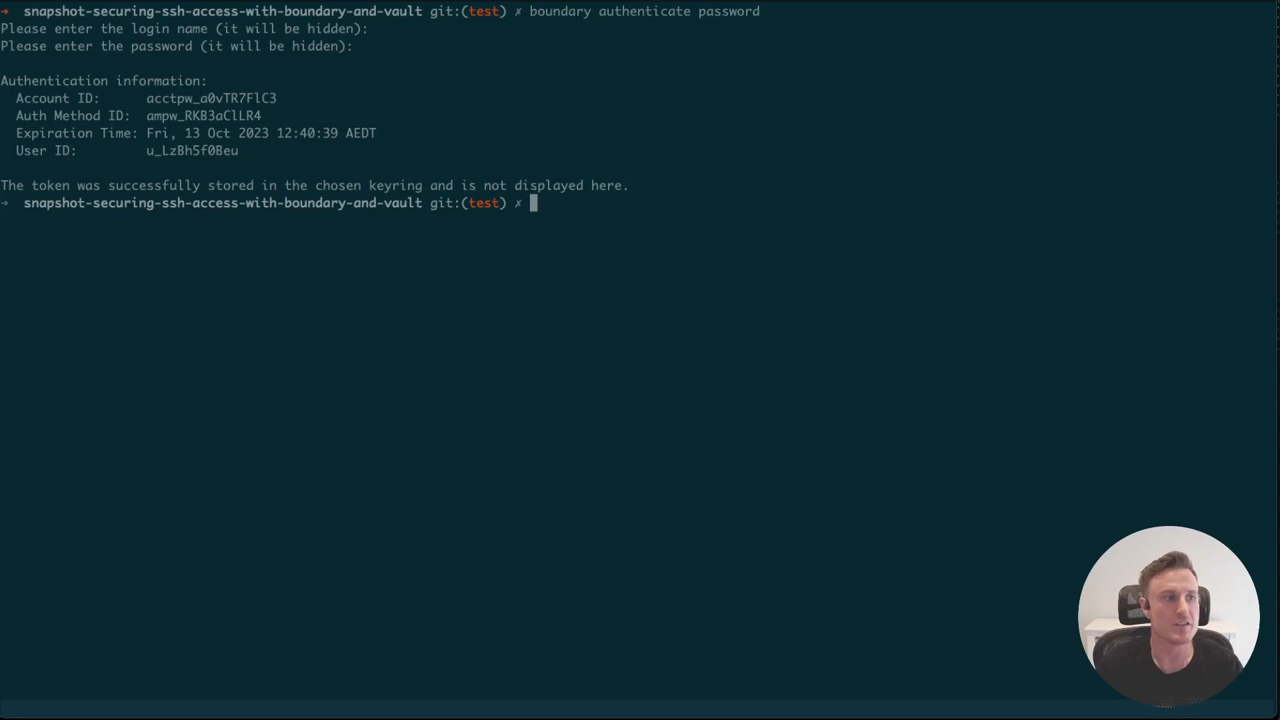 ➜  snapshot-securing-ssh-access-with-boundary-and-vault git:(test) ✗ boundary authenticate password
Please enter the login name (it will be hidden):
Please enter the password (it will be hidden):
Authentication information:
  Account ID:      acctpw_a0vTR7FlC3
  Auth Method ID:  ampw_RKB3aClLR4
  Expiration Time: Fri, 13 Oct 2023 12:40:39 AEDT
  User ID:         u_LzBh5f0Beu
The token was successfully stored in the chosen keyring and is not displayed here.
➜  snapshot-securing-ssh-access-with-boundary-and-vault git:(test) ✗